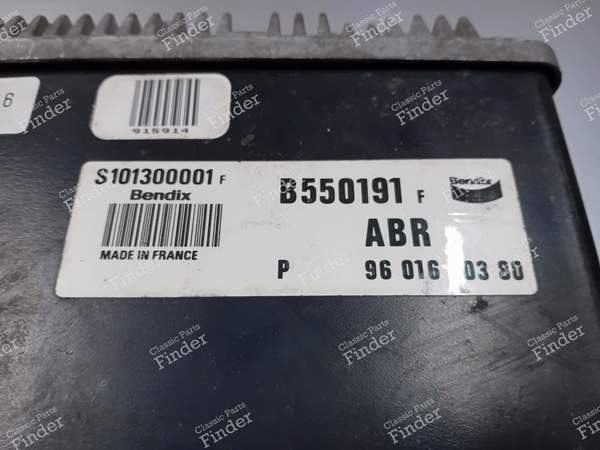 6
915914
S101300001 F
Bendix
MADE IN FRANCE
B550191 F
Bendix
ABR
P 96 016 03 80
Classic Parts Finder